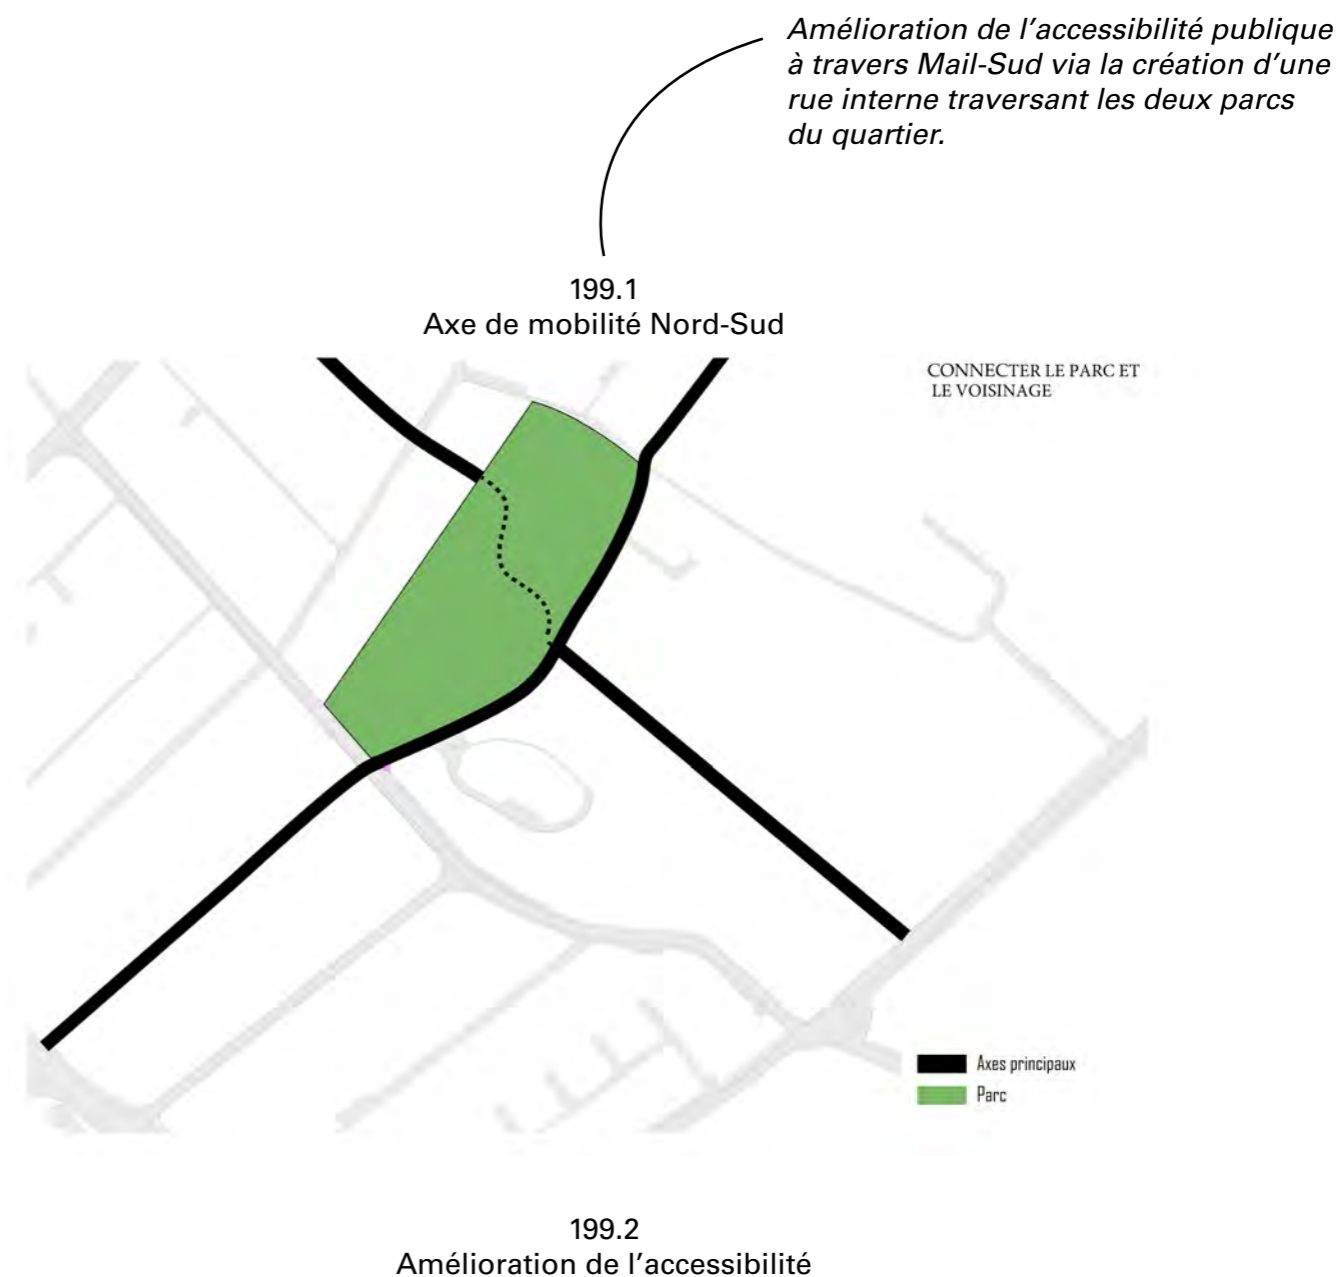 Amélioration de l’accessibilité publique
à travers Mail-Sud via la création d’une
rue interne traversant les deux parcs
du quartier.
199.1
Axe de mobilité Nord-Sud
CONNECTER LE PARC ET
LE VOISINAGE
Axes principaux
Parc
199.2
Amélioration de l’accessibilité